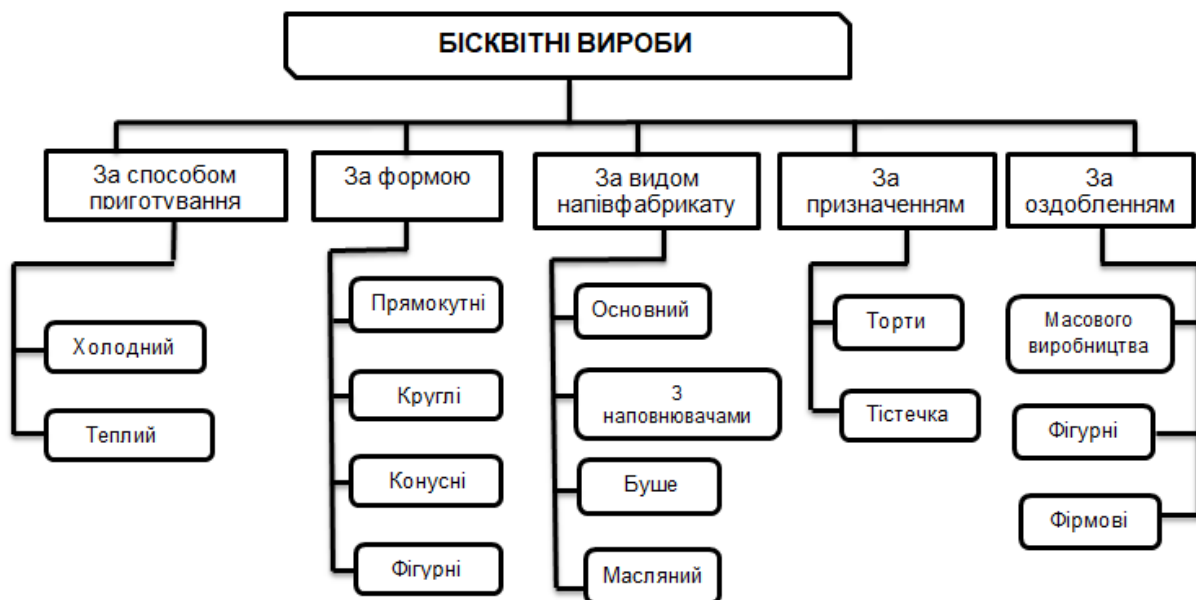 БІСКВІТНІ ВИРОБИ
За способом
приготування
За формою
За видом
напівфабрикату
За
призначенням
За
оздобленням
Холодний
Теплий
Прямокутні
Круглі
Конусні
Фігурні
Основний
З
наповнювачами
Буше
Масляний
Торти
Тістечка
Масового
виробництва
Фігурні
Фірмові